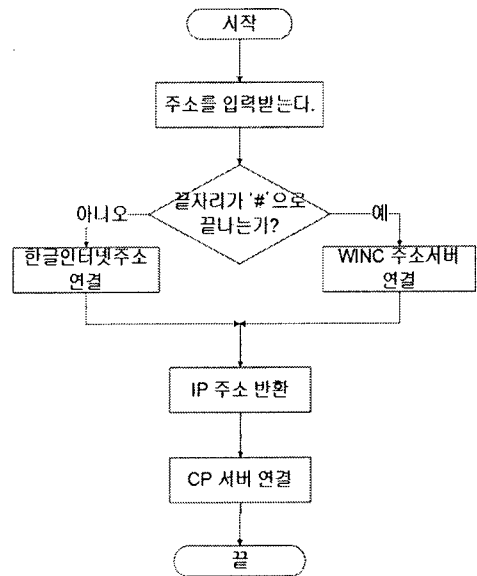 시작
주소를 입력받는다.
끝자리가 '#'으로
끝나는가?
아니오
예
한글인터넷주소
연결
WINC 주소서버
연결
IP 주소 반환
CP 서버 연결
끝